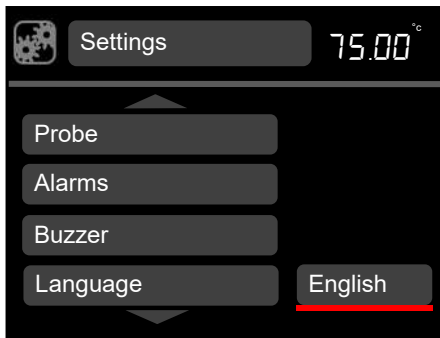 Settings
75.00°C
Probe
Alarms
Buzzer
Language English